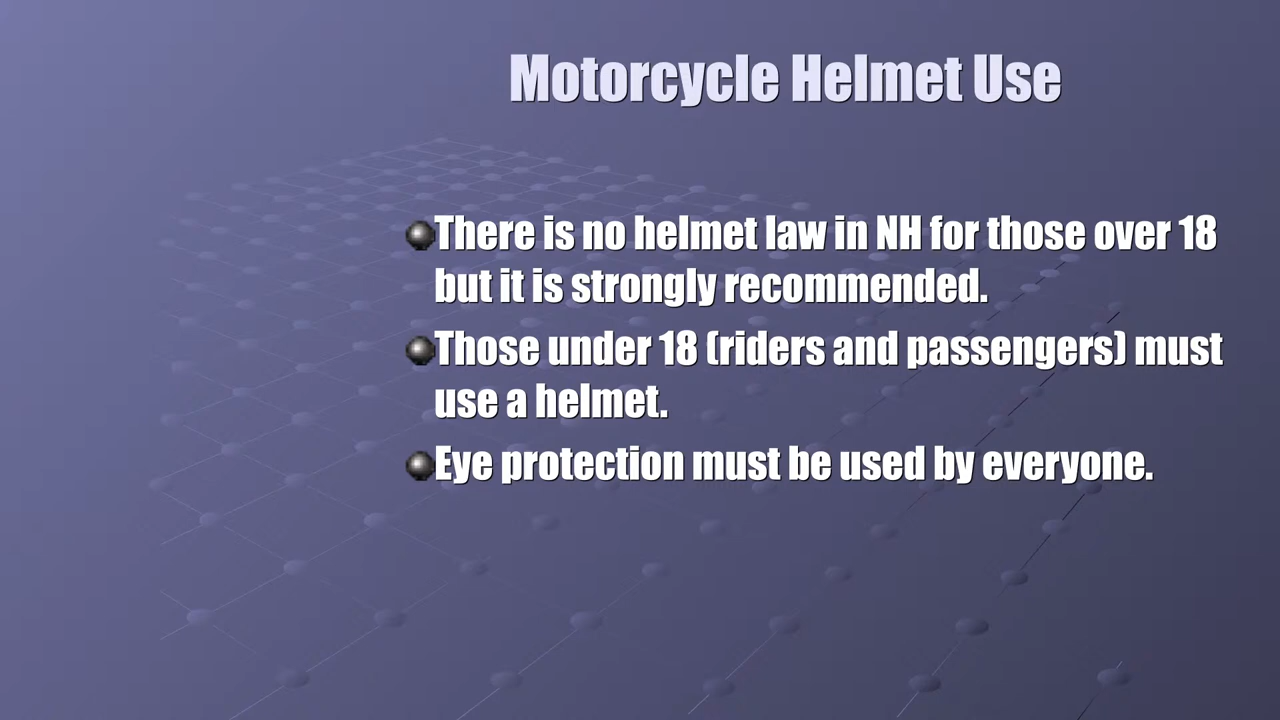 Motorcycle Helmet Use
There is no helmet law in NH for those over 18
but it is strongly recommended.
Those under 18 (riders and passengers) must
use a helmet.
Eye protection must be used by everyone.